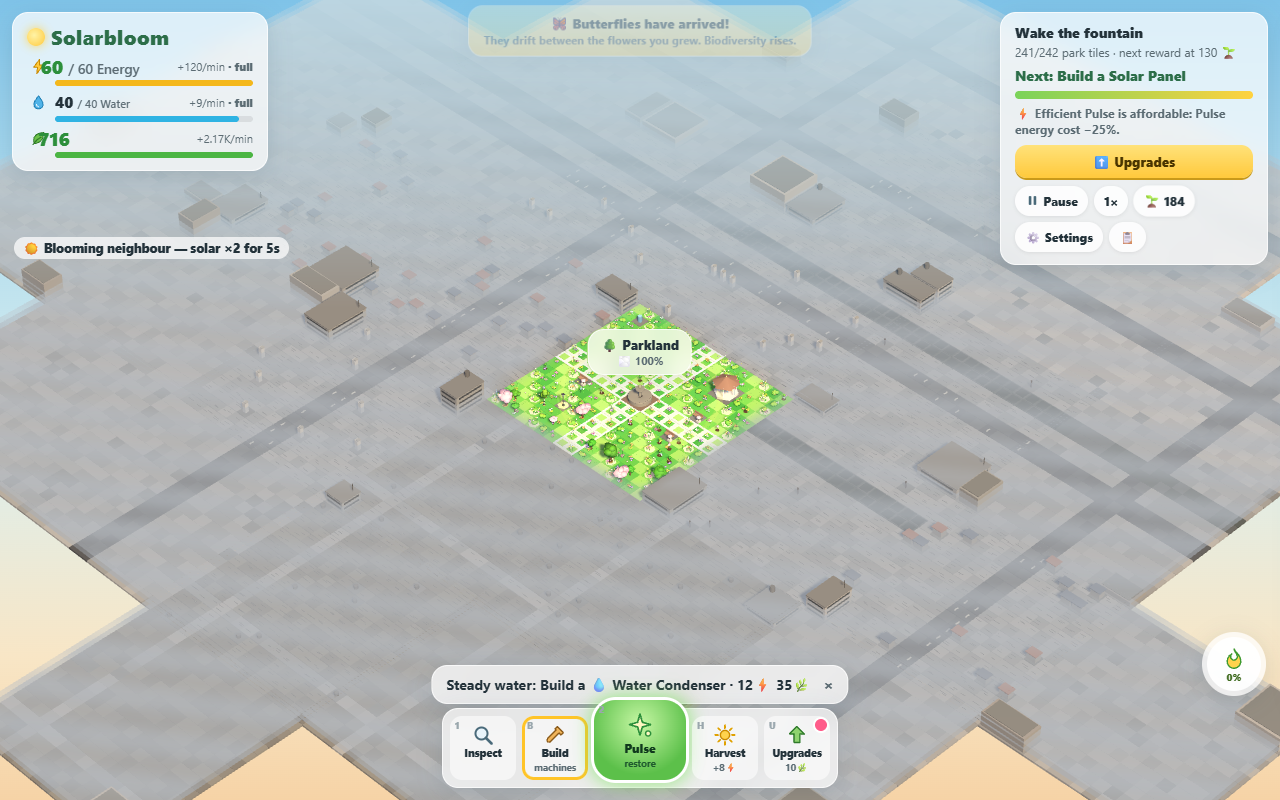 Solarbloom
60 / 60 Energy
+120/min · full
40 / 40 Water
+9/min · full
716
+2.17K/min
Butterflies have arrived!
They drift between the flowers you grew. Biodiversity rises.
Wake the fountain
241/242 park tiles · next reward at 130
Next: Build a Solar Panel
Efficient Pulse is affordable: Pulse
energy cost −25%.
Upgrades
Pause
1×
184
Settings
Blooming neighbour — solar ×2 for 5s
Parkland
100%
0%
Steady water: Build a Water Condenser · 12 35 ×
1
Inspect
B
Build
machines
Pulse
restore
H
Harvest
+8
U
Upgrades
10